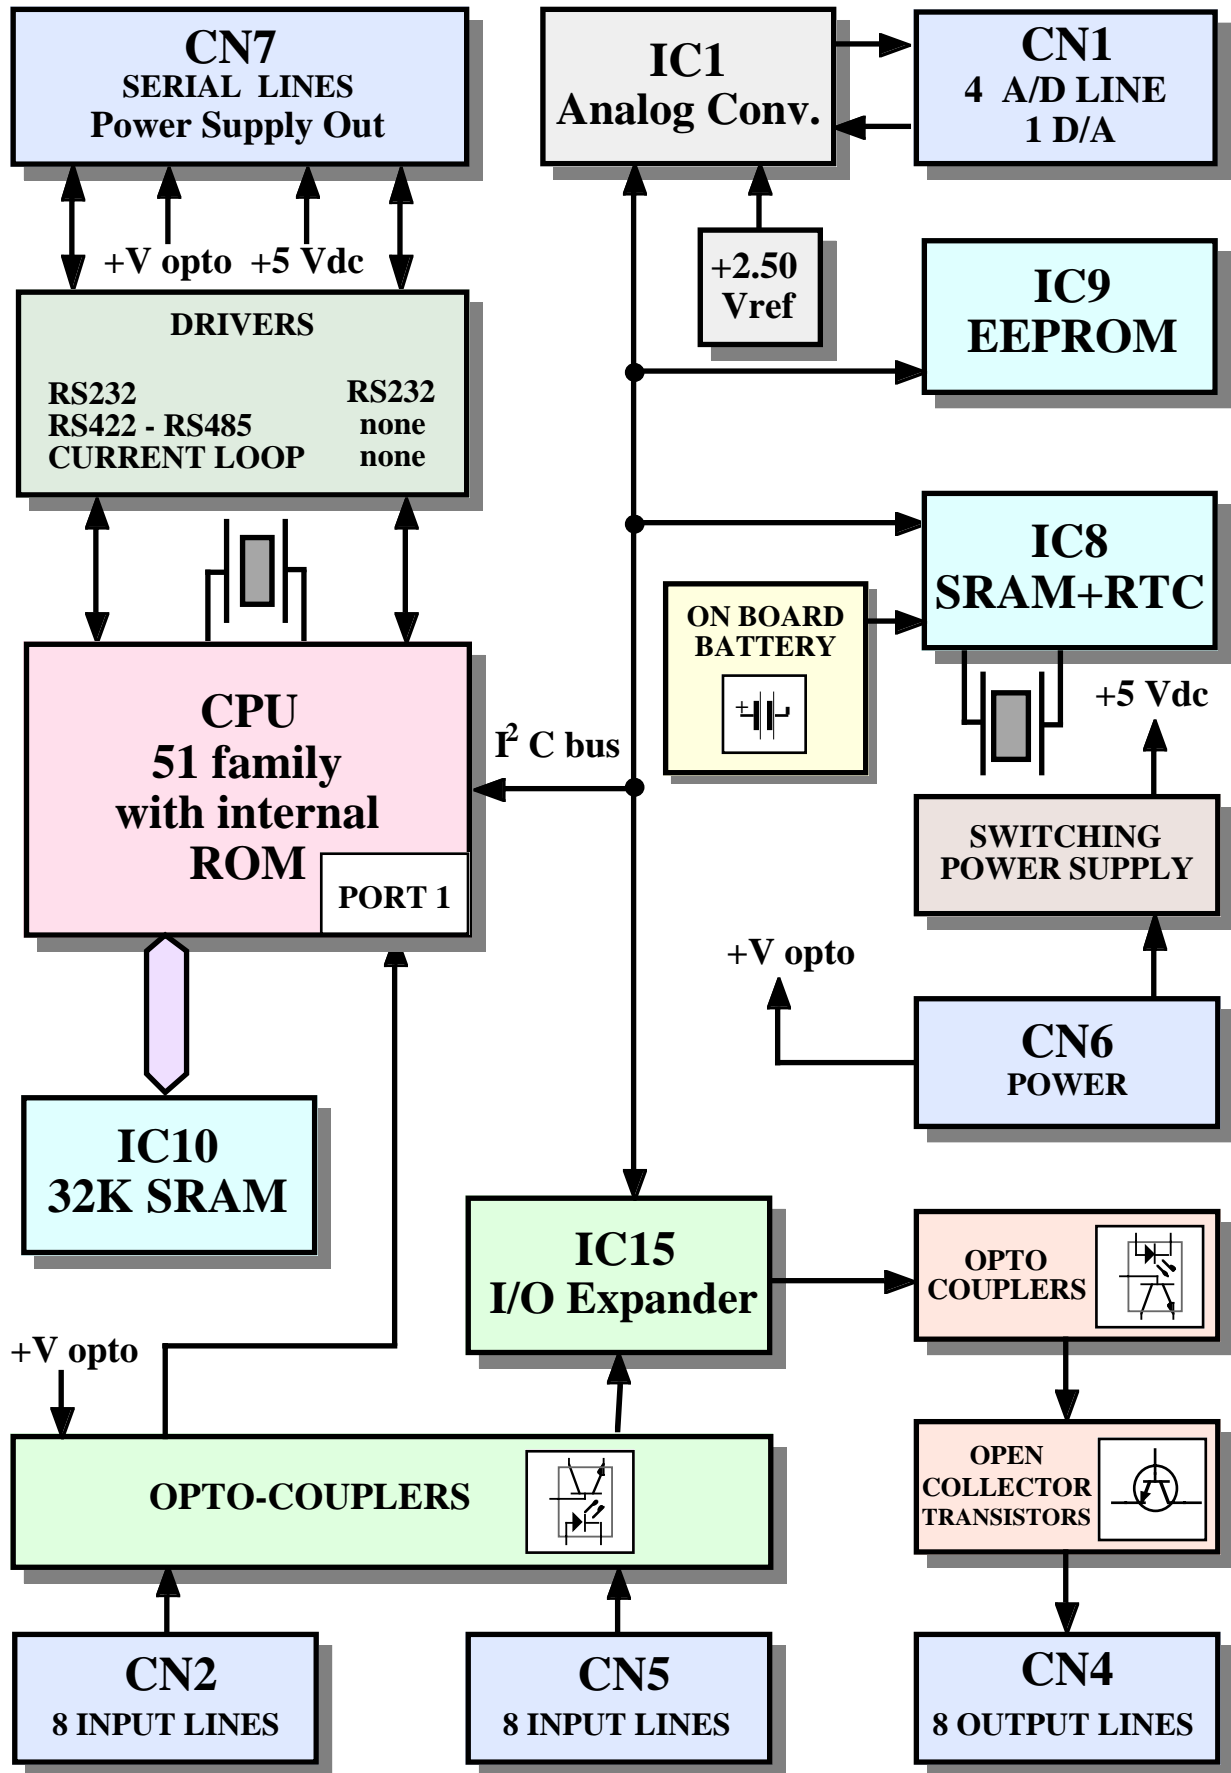 CN7
SERIAL LINES
Power Supply Out
IC1
Analog Conv.
CN1
4 A/D LINE
1 D/A
+V opto
+5 Vdc
+2.50
Vref
IC9
EEPROM
DRIVERS
RS232 RS232
RS422 - RS485 none
CURRENT LOOP none
IC8
SRAM+RTC
ON BOARD
BATTERY
+
+5 Vdc
CPU
51 family
with internal
ROM
PORT 1
I² C bus
SWITCHING
POWER SUPPLY
+V opto
CN6
POWER
IC10
32K SRAM
IC15
I/O Expander
OPTO
COUPLERS
+V opto
OPTO-COUPLERS
OPEN
COLLECTOR
TRANSISTORS
CN2
8 INPUT LINES
CN5
8 INPUT LINES
CN4
8 OUTPUT LINES